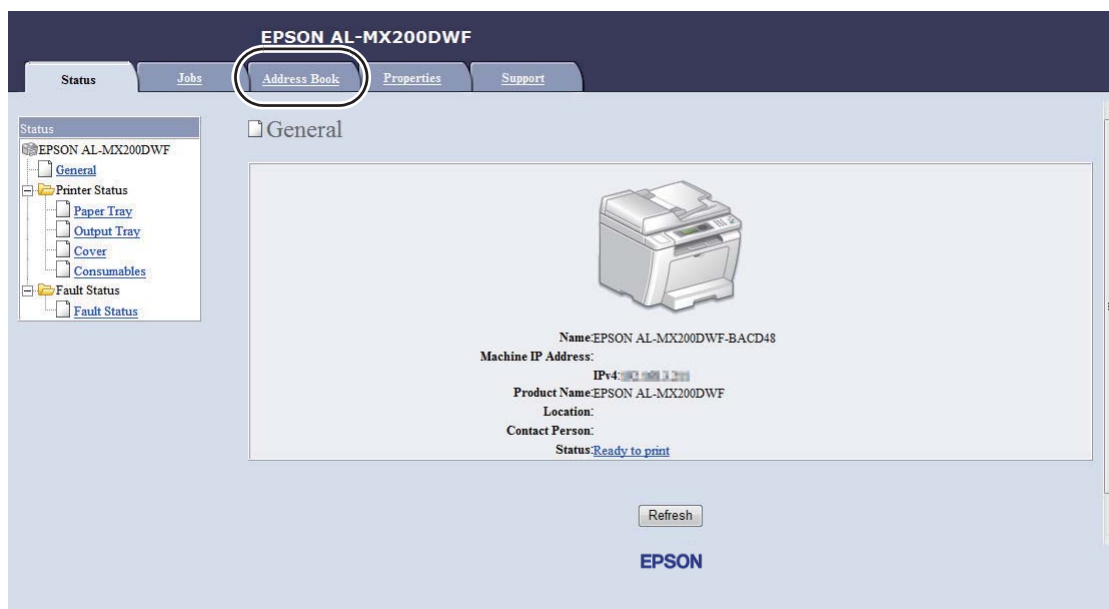 EPSON AL-MX200DWF
Status Jobs Address Book Properties Support
Status
EPSON AL-MX200DWF
General
Printer Status
Paper Tray
Output Tray
Cover
Consumables
Fault Status
Fault Status
General
Name:EPSON AL-MX200DWF-BACD48
Machine IP Address:
IPv4:
Product Name:EPSON AL-MX200DWF
Location:
Contact Person:
Status:Ready to print
Refresh
EPSON